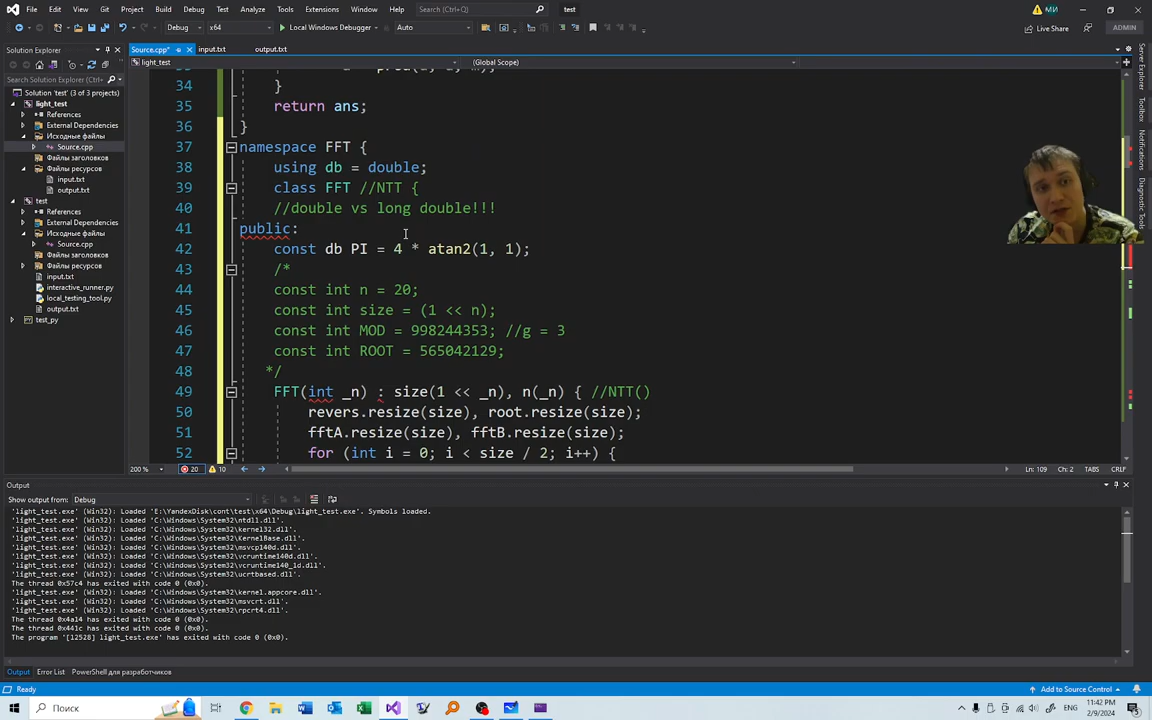 File Edit View Git Project Build Debug Test Analyze Tools Extensions Window Help Search (Ctrl+Q) test МИ
Debug x64 Local Windows Debugger Auto Live Share ADMIN
Solution Explorer
Search Solution Explorer (Ctrl+
Solution 'test' (3 of 3 projects)
light_test
References
External Dependencies
Исходные файлы
Source.cpp
Файлы заголовков
Файлы ресурсов
input.txt
output.txt
test
References
External Dependencies
Исходные файлы
Source.cpp
Файлы заголовков
Файлы ресурсов
input.txt
interactive_runner.py
local_testing_tool.py
output.txt
test_py
Source.cpp* input.txt output.txt
light_test (Global Scope)
34 }
35 return ans;
36 }
37 namespace FFT {
38 using db = double;
39 class FFT //NTT {
40 //double vs long double!!!
41 public:
42 const db PI = 4 * atan2(1, 1);
43 /*
44 const int n = 20;
45 const int size = (1 << n);
46 const int MOD = 998244353; //g = 3
47 const int ROOT = 565042129;
48 */
49 FFT(int _n) : size(1 << _n), n(_n) { //NTT()
50 revers.resize(size), root.resize(size);
51 fftA.resize(size), fftB.resize(size);
52 for (int i = 0; i < size / 2; i++) {
200 % 20 10 Ln: 109 Ch: 2 TABS CRLF
Server Explorer
Toolbox
Notifications
Diagnostic Tools
Output
Show output from: Debug
'light_test.exe' (Win32): Loaded 'E:\YandexDisk\cont\test\x64\Debug\light_test.exe'. Symbols loaded.
'light_test.exe' (Win32): Loaded 'C:\Windows\System32\ntdll.dll'.
'light_test.exe' (Win32): Loaded 'C:\Windows\System32\kernel32.dll'.
'light_test.exe' (Win32): Loaded 'C:\Windows\System32\KernelBase.dll'.
'light_test.exe' (Win32): Loaded 'C:\Windows\System32\msvcp140d.dll'.
'light_test.exe' (Win32): Loaded 'C:\Windows\System32\vcruntime140d.dll'.
'light_test.exe' (Win32): Loaded 'C:\Windows\System32\vcruntime140_1d.dll'.
'light_test.exe' (Win32): Loaded 'C:\Windows\System32\ucrtbased.dll'.
The thread 0x57c4 has exited with code 0 (0x0).
'light_test.exe' (Win32): Loaded 'C:\Windows\System32\kernel.appcore.dll'.
'light_test.exe' (Win32): Loaded 'C:\Windows\System32\msvcrt.dll'.
'light_test.exe' (Win32): Loaded 'C:\Windows\System32\rpcrt4.dll'.
The thread 0x4a14 has exited with code 0 (0x0).
The thread 0x441c has exited with code 0 (0x0).
The program '[12528] light_test.exe' has exited with code 0 (0x0).
Output Error List PowerShell для разработчиков
Ready Add to Source Control
Поиск 11:42 PM
2/9/2024